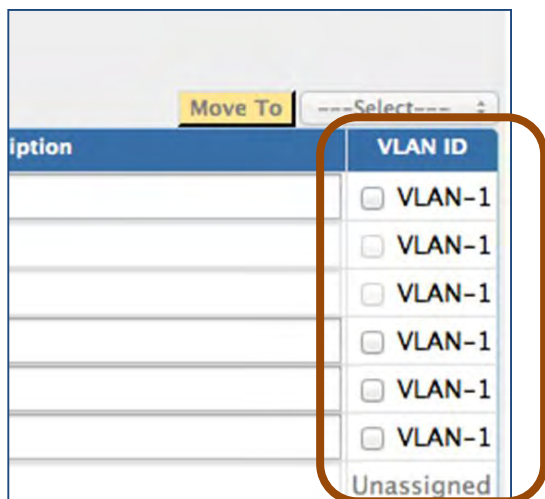 Move To ---Select---
iption VLAN ID
VLAN-1
VLAN-1
VLAN-1
VLAN-1
VLAN-1
VLAN-1
Unassigned